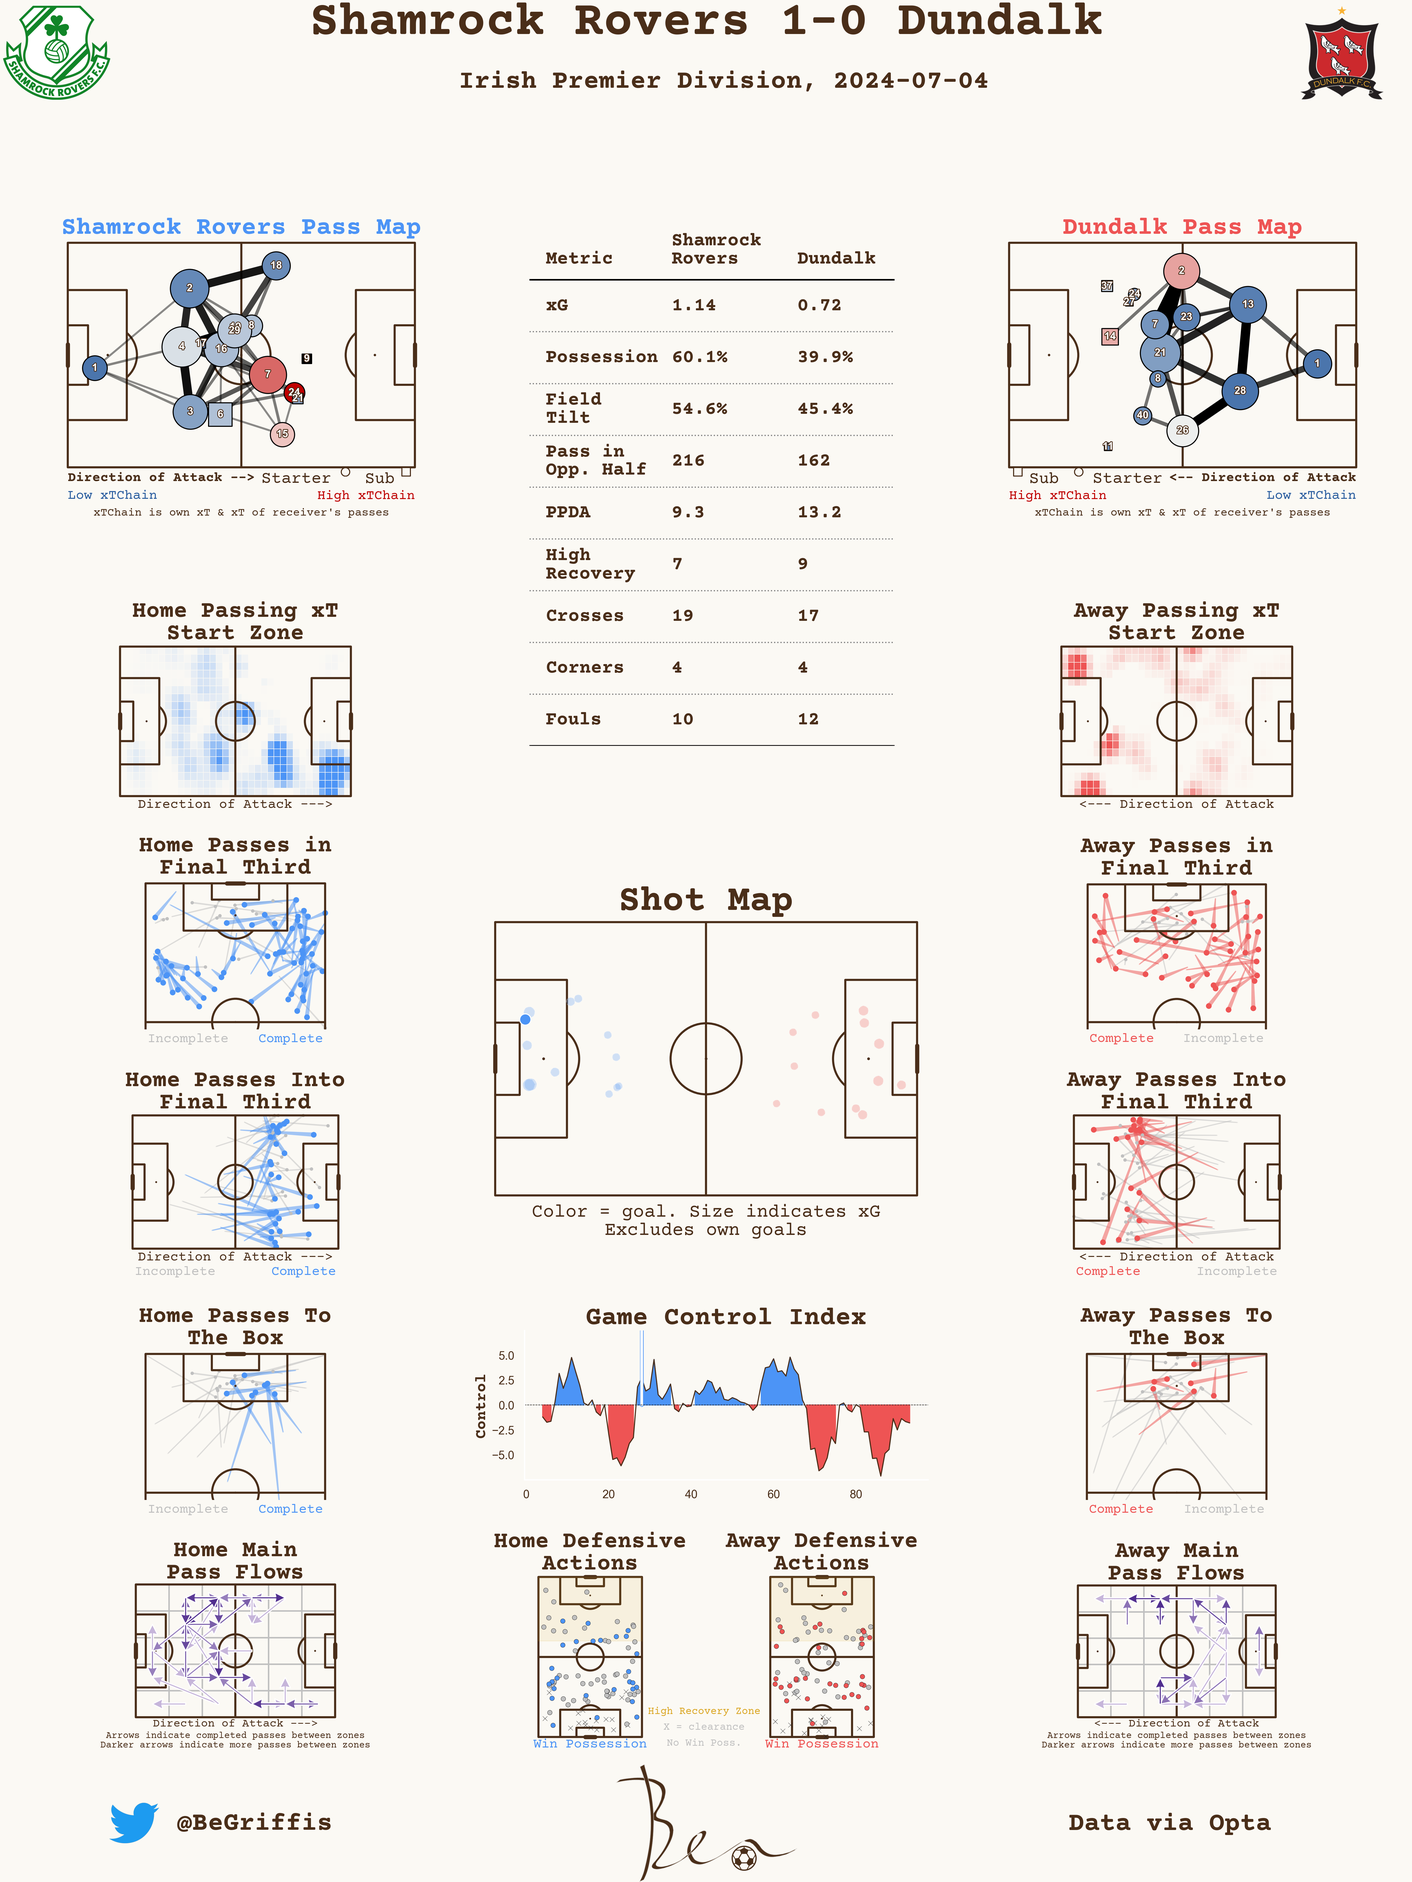 Shamrock Rovers 1-0 Dundalk
Irish Premier Division, 2024-07-04
SHAMROCK ROVERS F.C.
DUNDALK F.C.
Shamrock Rovers Pass Map
18
2
8
29
17
4
16
9
1
7
24
21
3
6
15
Direction of Attack --> Starter Sub
Low xTChain High xTChain
xTChain is own xT & xT of receiver's passes
Metric Shamrock Rovers Dundalk
xG 1.14 0.72
Possession 60.1% 39.9%
Field Tilt 54.6% 45.4%
Pass in Opp. Half 216 162
PPDA 9.3 13.2
High Recovery 7 9
Crosses 19 17
Corners 4 4
Fouls 10 12
Dundalk Pass Map
2
37
24
27
13
23
7
14
21
1
8
28
40
26
11
Sub Starter <-- Direction of Attack
High xTChain Low xTChain
xTChain is own xT & xT of receiver's passes
Home Passing xT
Start Zone
Direction of Attack --->
Away Passing xT
Start Zone
<--- Direction of Attack
Home Passes in
Final Third
Incomplete Complete
Away Passes in
Final Third
Complete Incomplete
Shot Map
Color = goal. Size indicates xG
Excludes own goals
Home Passes Into
Final Third
Direction of Attack --->
Incomplete Complete
Away Passes Into
Final Third
<--- Direction of Attack
Complete Incomplete
Home Passes To
The Box
Incomplete Complete
Game Control Index
Control
5.0
2.5
0.0
−2.5
−5.0
0 20 40 60 80
Away Passes To
The Box
Complete Incomplete
Home Main
Pass Flows
Direction of Attack --->
Arrows indicate completed passes between zones
Darker arrows indicate more passes between zones
Home Defensive
Actions
Win Possession
High Recovery Zone
X = clearance
No Win Poss.
Away Defensive
Actions
Win Possession
Away Main
Pass Flows
<--- Direction of Attack
Arrows indicate completed passes between zones
Darker arrows indicate more passes between zones
@BeGriffis
Ben
Data via Opta